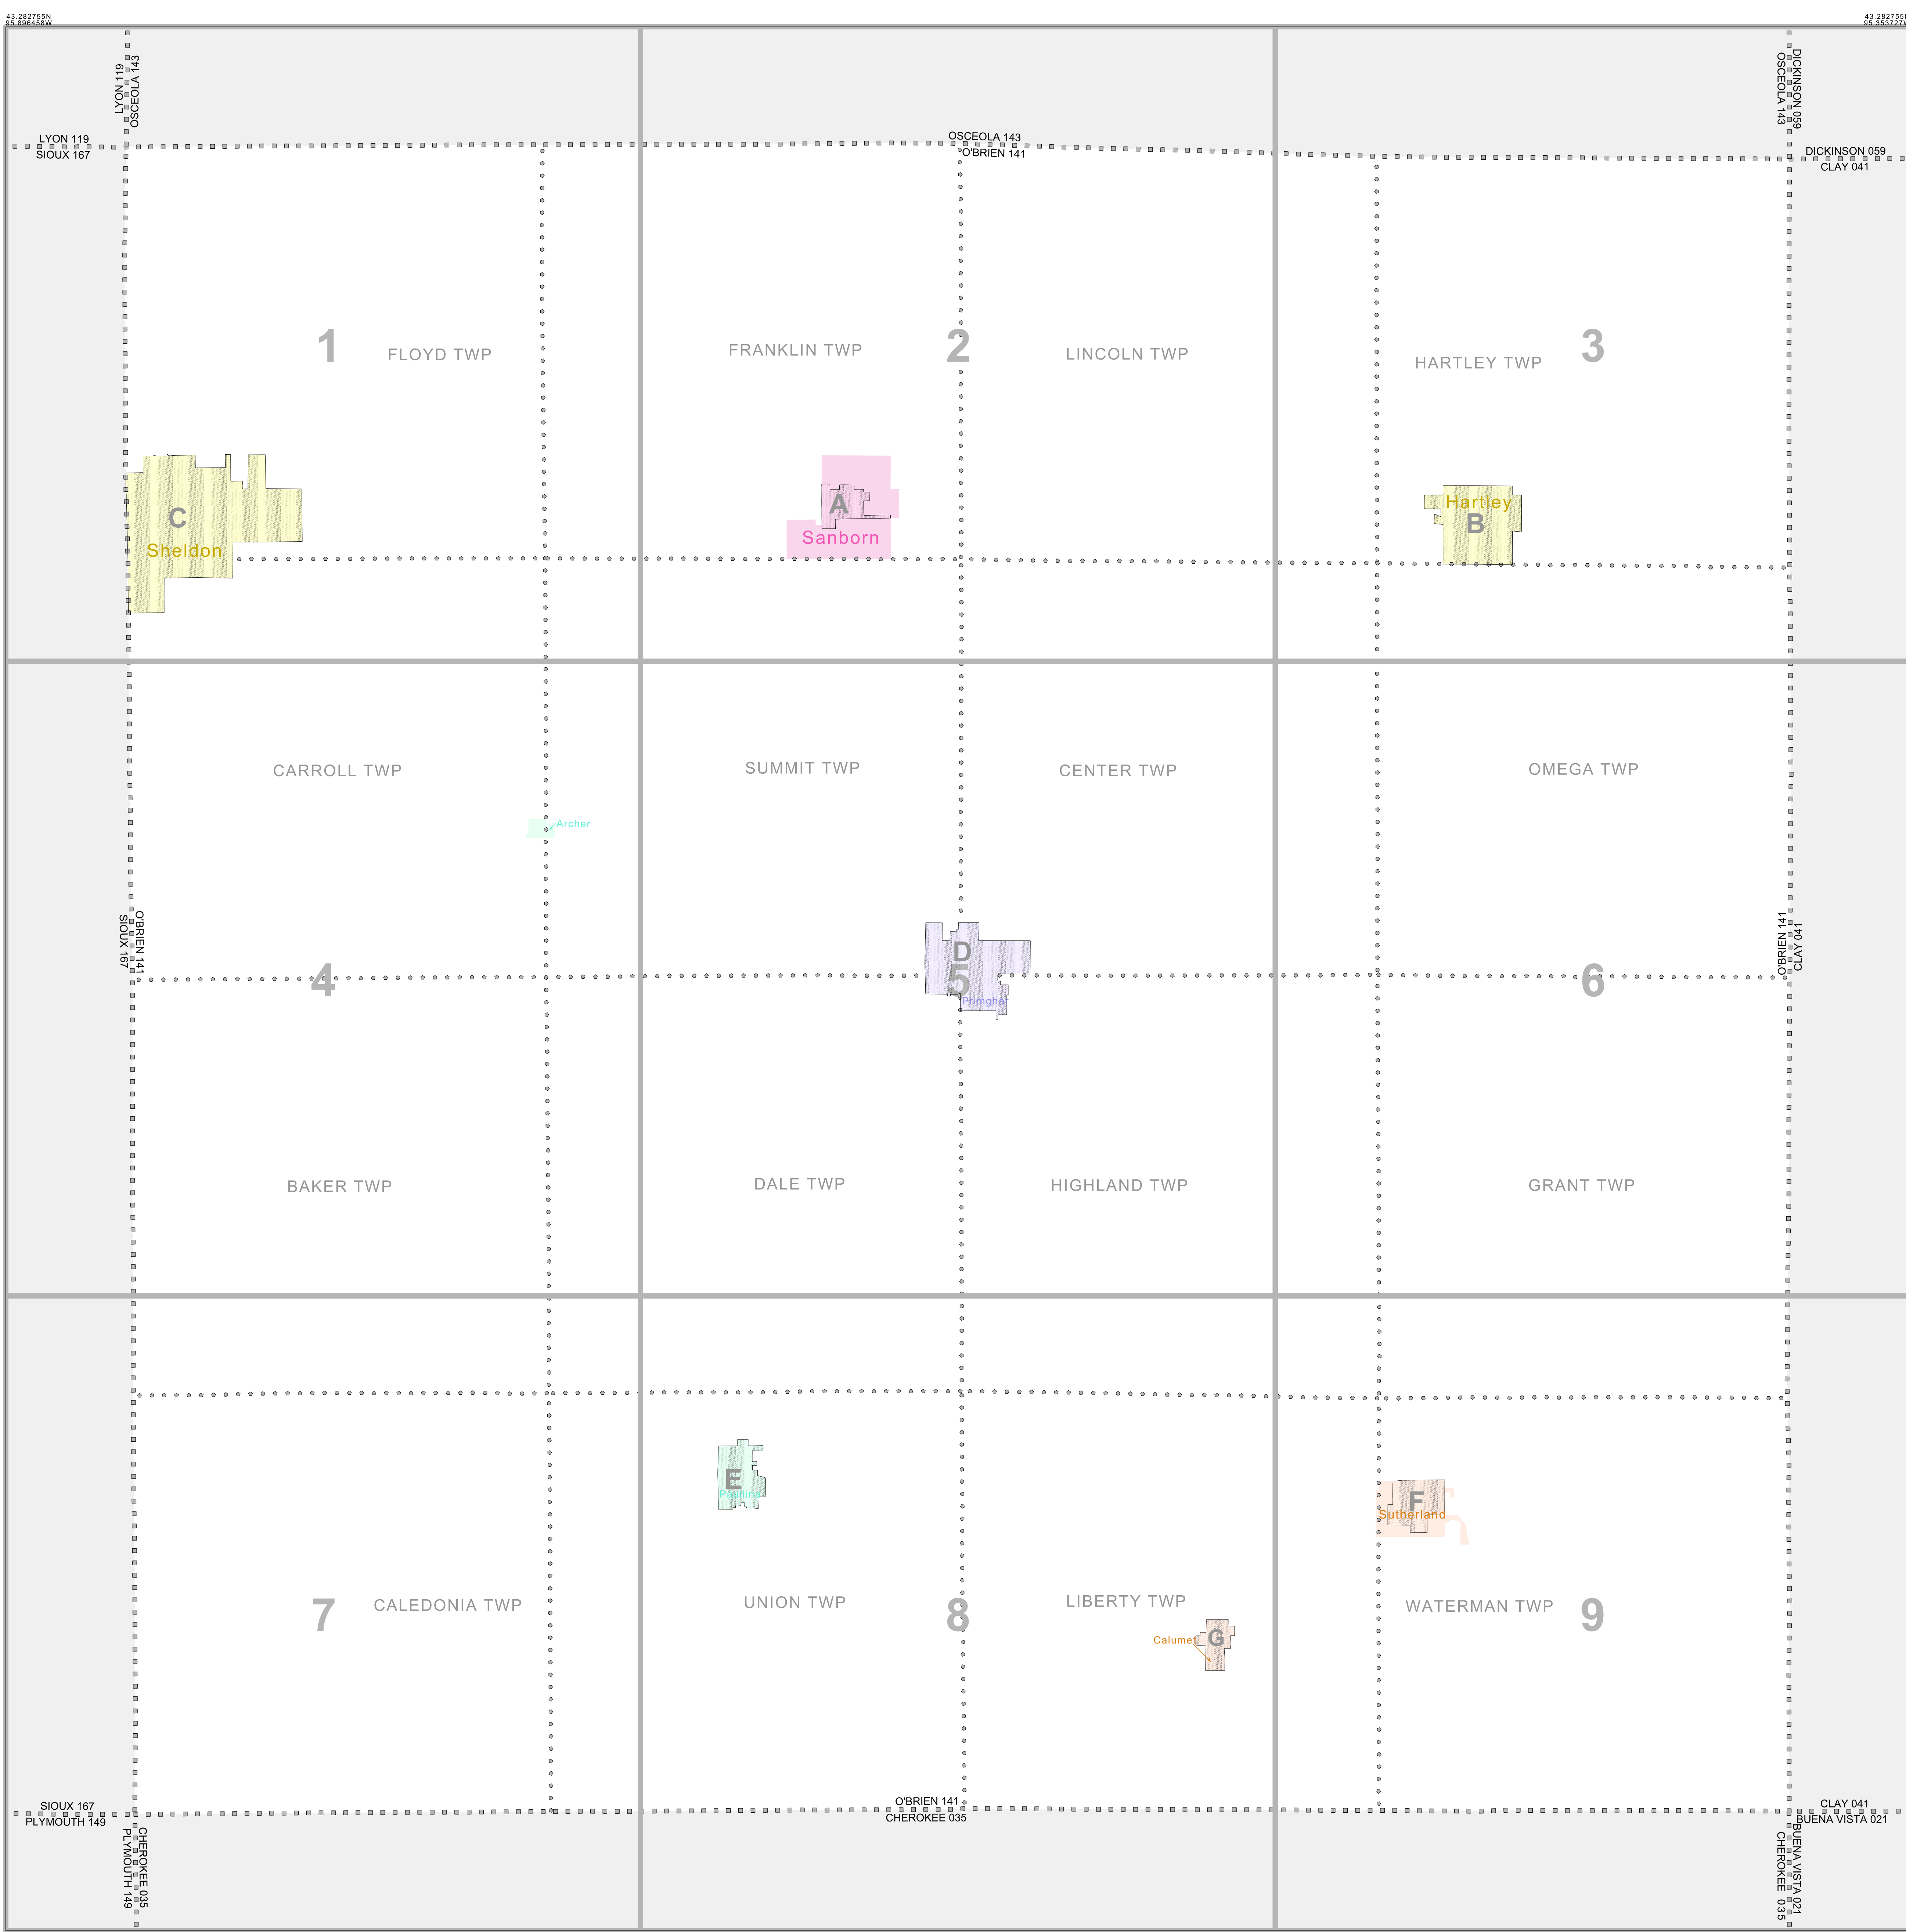 43.282755N
95.896458W
43.282755N
95.353727W
LYON 119
OSCEOLA 143
OSCEOLA 143
DICKINSON 059
LYON 119
SIOUX 167
OSCEOLA 143
O'BRIEN 141
DICKINSON 059
CLAY 041
1
FLOYD TWP
FRANKLIN TWP
2
LINCOLN TWP
HARTLEY TWP
3
C
Sheldon
A
Sanborn
Hartley
B
CARROLL TWP
SUMMIT TWP
CENTER TWP
OMEGA TWP
Archer
SIOUX 167
O'BRIEN 141
D
O'BRIEN 141
CLAY 041
4
5
Primghar
6
BAKER TWP
DALE TWP
HIGHLAND TWP
GRANT TWP
E
Paullina
F
Sutherland
7
CALEDONIA TWP
UNION TWP
8
LIBERTY TWP
WATERMAN TWP
9
Calumet
G
SIOUX 167
PLYMOUTH 149
O'BRIEN 141
CHEROKEE 035
CLAY 041
BUENA VISTA 021
PLYMOUTH 149
CHEROKEE 035
CHEROKEE 035
BUENA VISTA 021